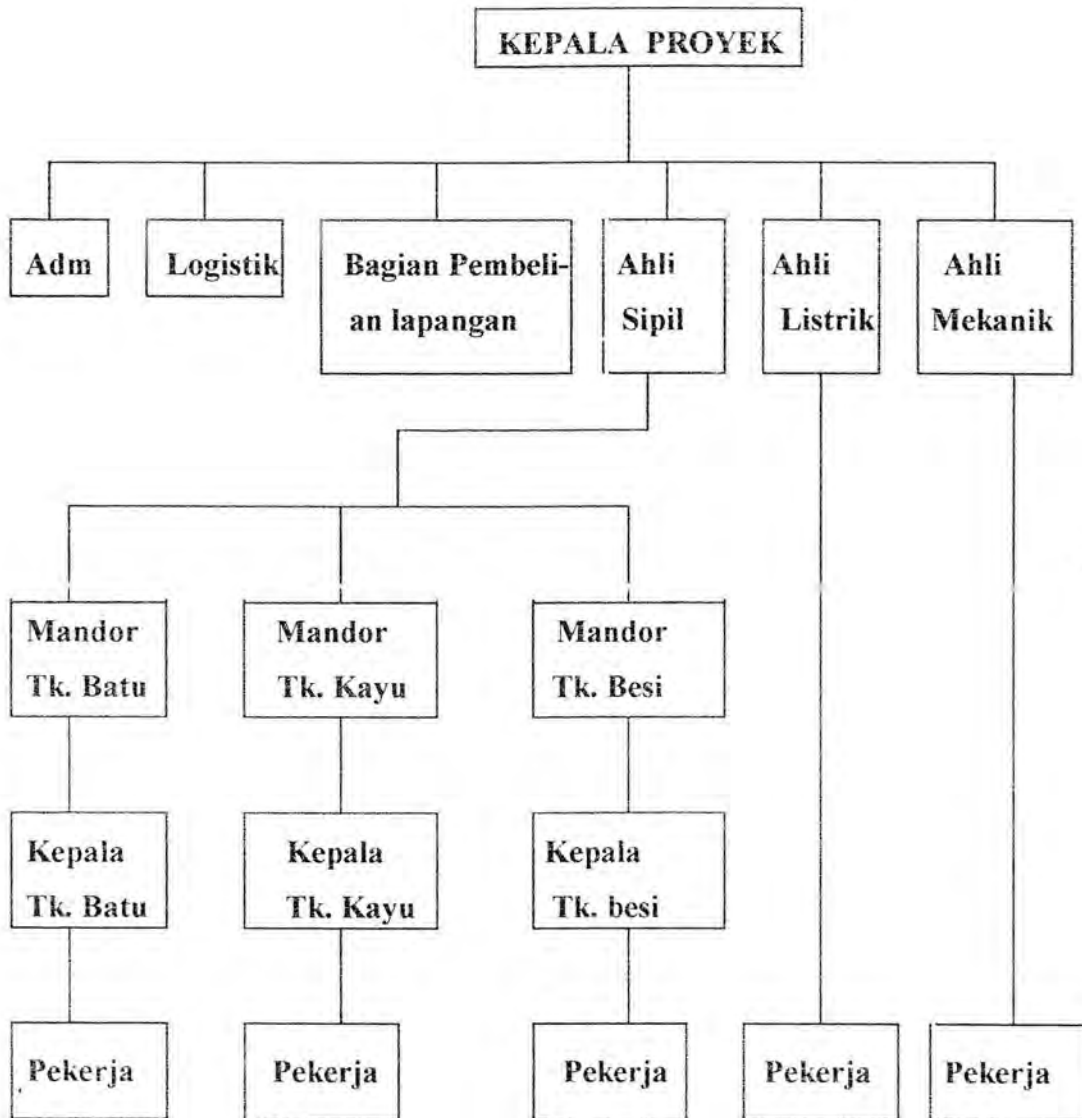 KEPALA PROYEK
Adm
Logistik
Bagian Pembeli-
an lapangan
Ahli
Sipil
Ahli
Listrik
Ahli
Mekanik
Mandor
Tk. Batu
Mandor
Tk. Kayu
Mandor
Tk. Besi
Kepala
Tk. Batu
Kepala
Tk. Kayu
Kepala
Tk. besi
Pekerja
Pekerja
Pekerja
Pekerja
Pekerja